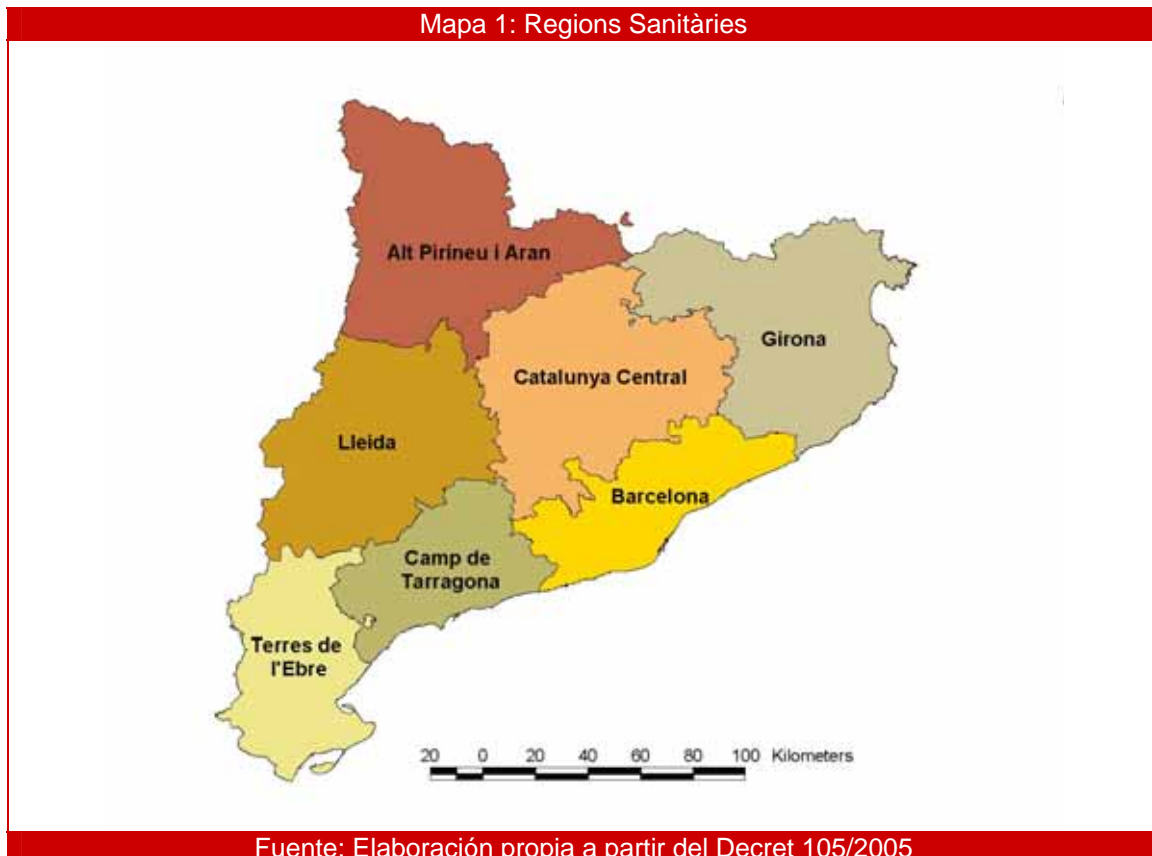 Mapa 1: Regions Sanitàries
Alt Pirineu i Aran
Girona
Catalunya Central
Lleida
Barcelona
Camp de
Tarragona
Terres de
l'Ebre
20 0 20 40 60 80 100 Kilometers
Fuente: Elaboración propia a partir del Decret 105/2005